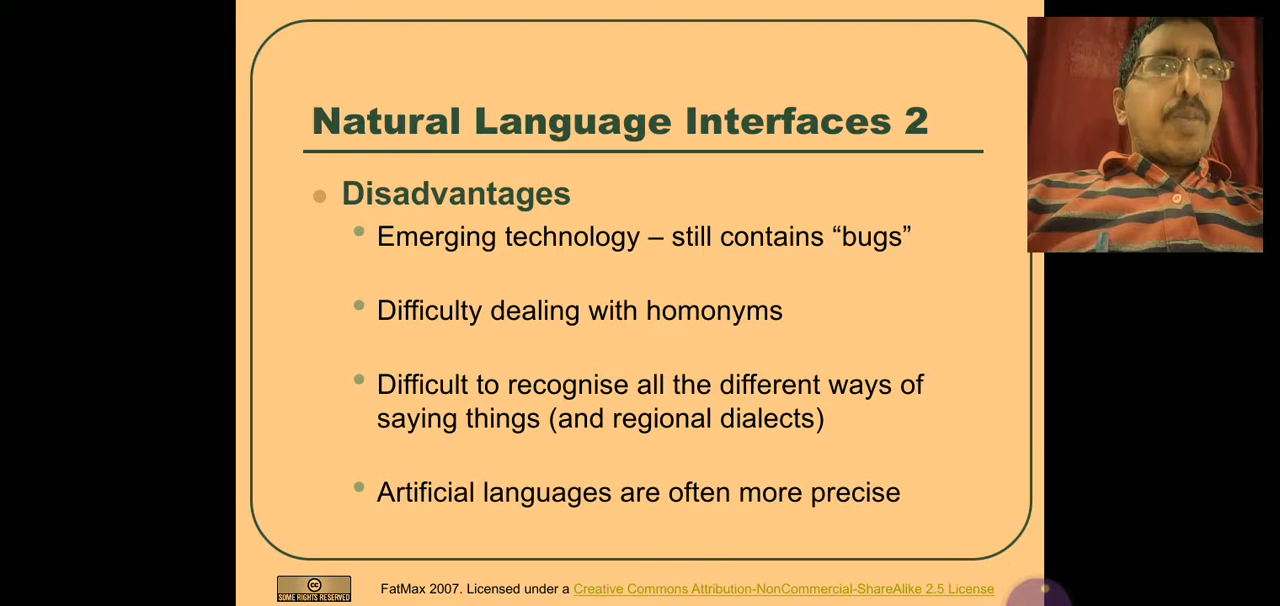 Natural Language Interfaces 2
Disadvantages
Emerging technology – still contains “bugs”
Difficulty dealing with homonyms
Difficult to recognise all the different ways of
saying things (and regional dialects)
Artificial languages are often more precise
cc
SOME RIGHTS RESERVED
FatMax 2007. Licensed under a Creative Commons Attribution-NonCommercial-ShareAlike 2.5 License